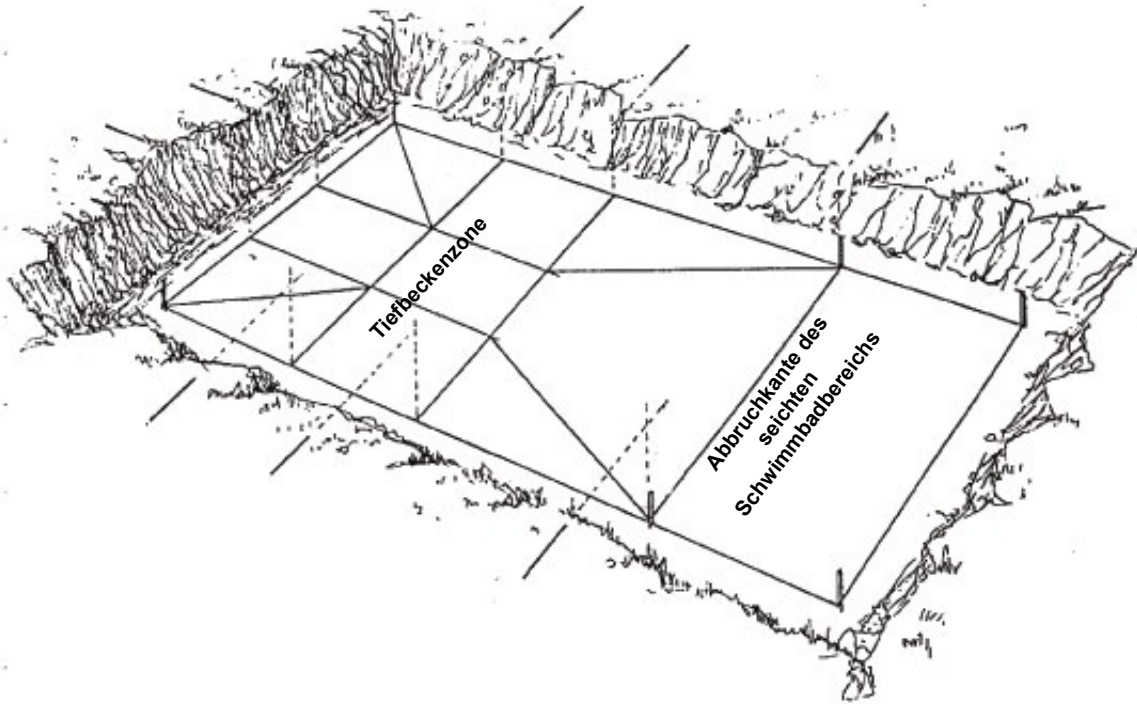 Tiefbeckenzone
Abbruchkante des
seichten
Schwimmbadbereichs